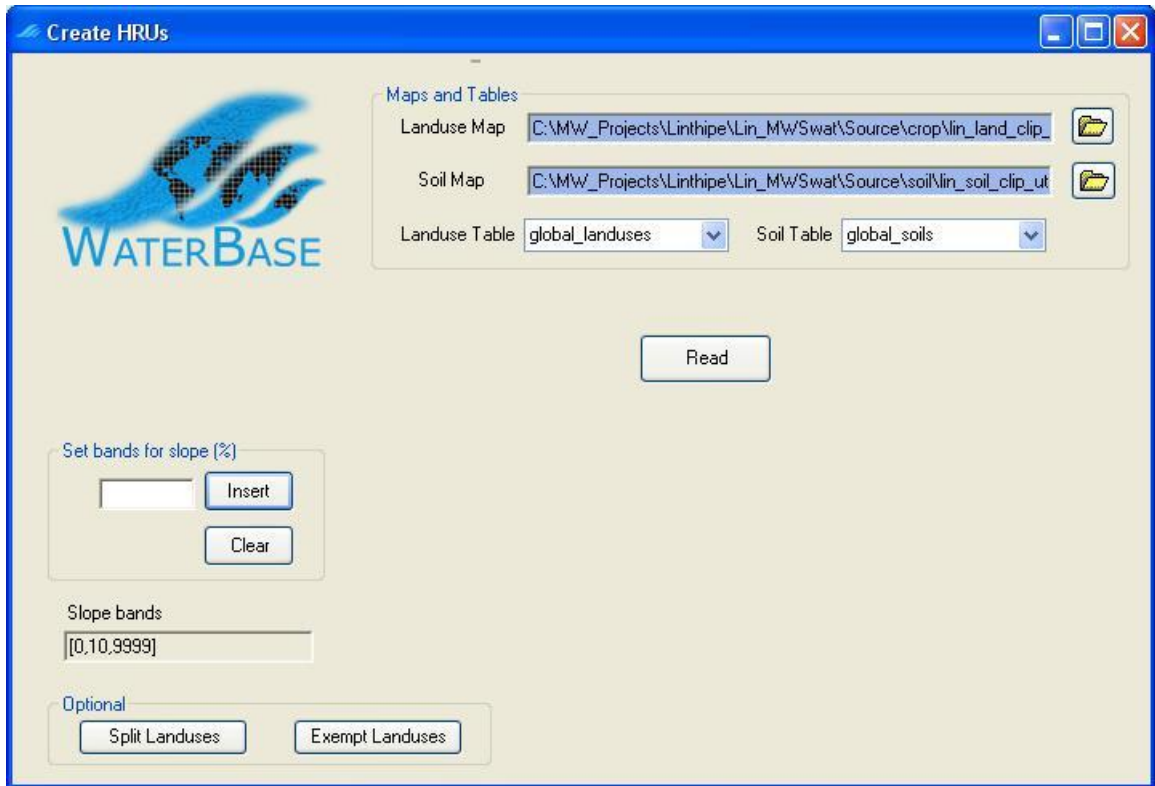 Create HRUs
Maps and Tables
Landuse Map C:\MW_Projects\Linthipe\Lin_MWSwat\Source\crop\lin_land_clip_
Soil Map C:\MW_Projects\Linthipe\Lin_MWSwat\Source\soil\lin_soil_clip_ut
Landuse Table global_landuses Soil Table global_soils
WATERBASE
Read
Set bands for slope (%)
Insert
Clear
Slope bands
[0,10,9999]
Optional
Split Landuses Exempt Landuses